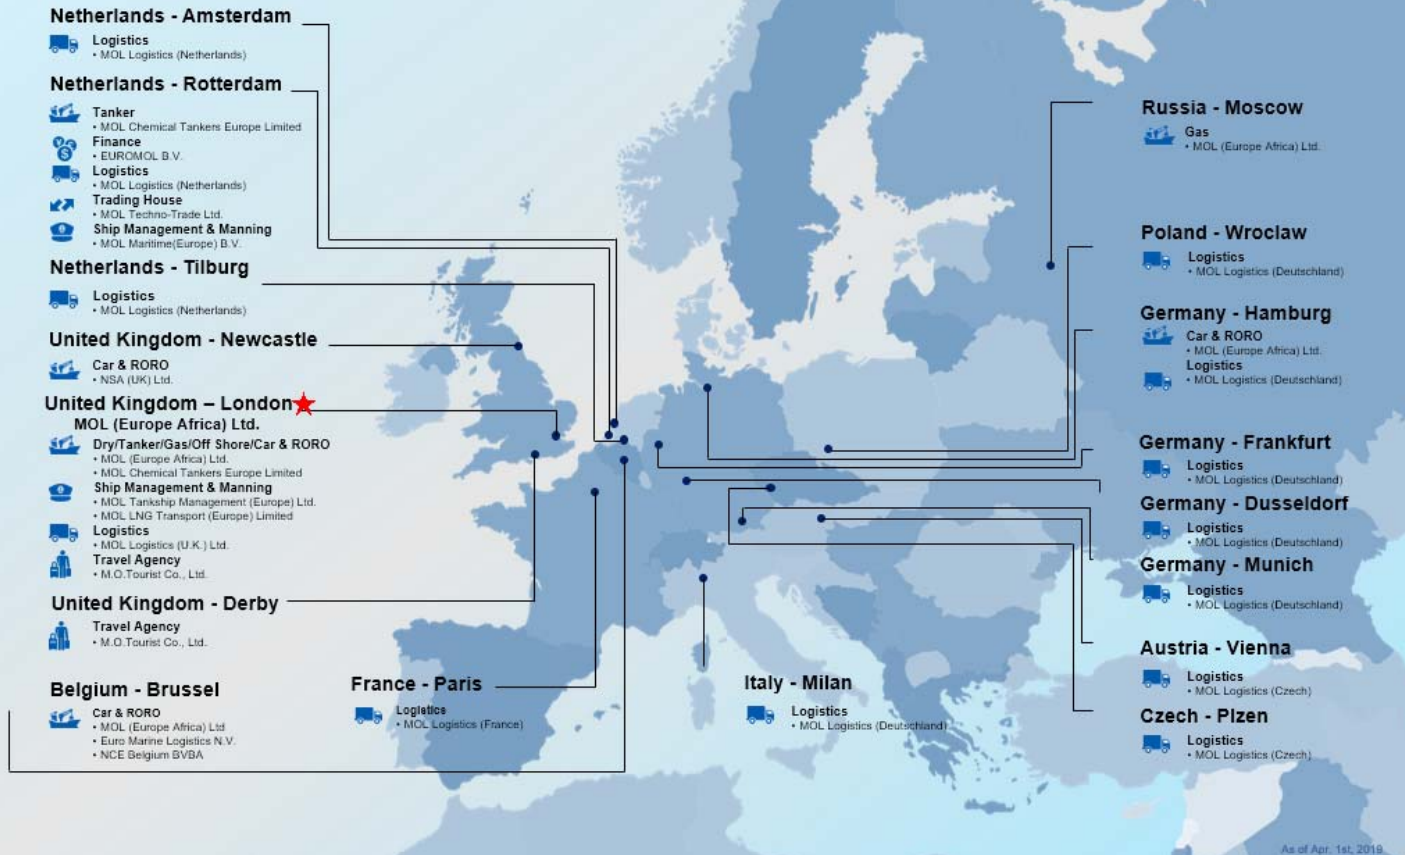 Netherlands - Amsterdam
Logistics
• MOL Logistics (Netherlands)
Netherlands - Rotterdam
Tanker
• MOL Chemical Tankers Europe Limited
Finance
• EUROMOL B.V.
Logistics
• MOL Logistics (Netherlands)
Trading House
• MOL Techno-Trade Ltd.
Ship Management & Manning
• MOL Maritime(Europe) B.V.
Netherlands - Tilburg
Logistics
• MOL Logistics (Netherlands)
United Kingdom - Newcastle
Car & RORO
• NSA (UK) Ltd.
United Kingdom – London
MOL (Europe Africa) Ltd.
Dry/Tanker/Gas/Off Shore/Car & RORO
• MOL (Europe Africa) Ltd.
• MOL Chemical Tankers Europe Limited
Ship Management & Manning
• MOL Tankship Management (Europe) Ltd.
• MOL LNG Transport (Europe) Limited
Logistics
• MOL Logistics (U.K.) Ltd.
Travel Agency
• M.O.Tourist Co., Ltd.
United Kingdom - Derby
Travel Agency
• M.O.Tourist Co., Ltd.
Belgium - Brussel
Car & RORO
• MOL (Europe Africa) Ltd
• Euro Marine Logistics N.V.
• NCE Belgium BVBA
France - Paris
Logistics
• MOL Logistics (France)
Italy - Milan
Logistics
• MOL Logistics (Deutschland)
Russia - Moscow
Gas
• MOL (Europe Africa) Ltd.
Poland - Wroclaw
Logistics
• MOL Logistics (Deutschland)
Germany - Hamburg
Car & RORO
• MOL (Europe Africa) Ltd.
Logistics
• MOL Logistics (Deutschland)
Germany - Frankfurt
Logistics
• MOL Logistics (Deutschland)
Germany - Dusseldorf
Logistics
• MOL Logistics (Deutschland)
Germany - Munich
Logistics
• MOL Logistics (Deutschland)
Austria - Vienna
Logistics
• MOL Logistics (Czech)
Czech - Plzen
Logistics
• MOL Logistics (Czech)
As of Apr. 1st, 2019